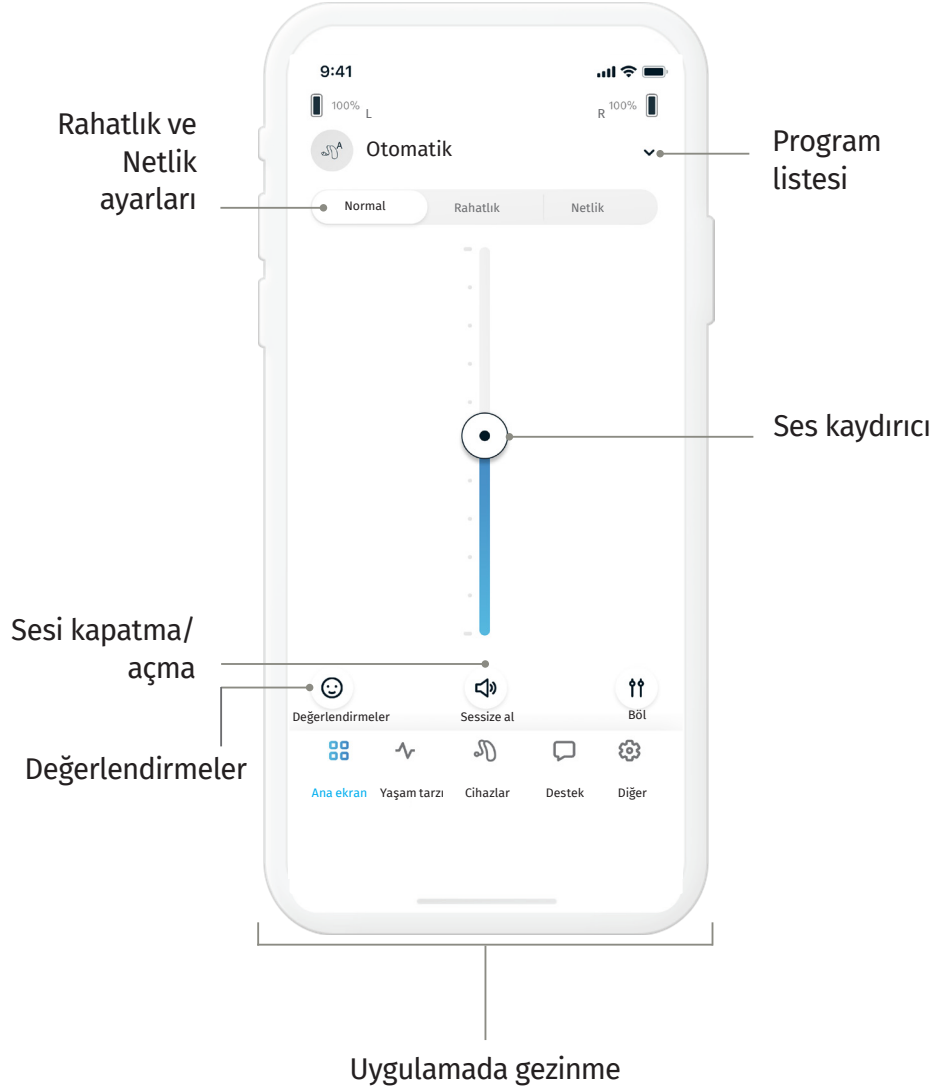 9:41
100% L
R 100%
Rahatlık ve
Netlik
ayarları
Otomatik
Program
listesi
Normal
Rahatlık
Netlik
Ses kaydırıcı
Sesi kapatma/
açma
Değerlendirmeler
Sessize al
Böl
Değerlendirmeler
Ana ekran
Yaşam tarzı
Cihazlar
Destek
Diğer
Uygulamada gezinme